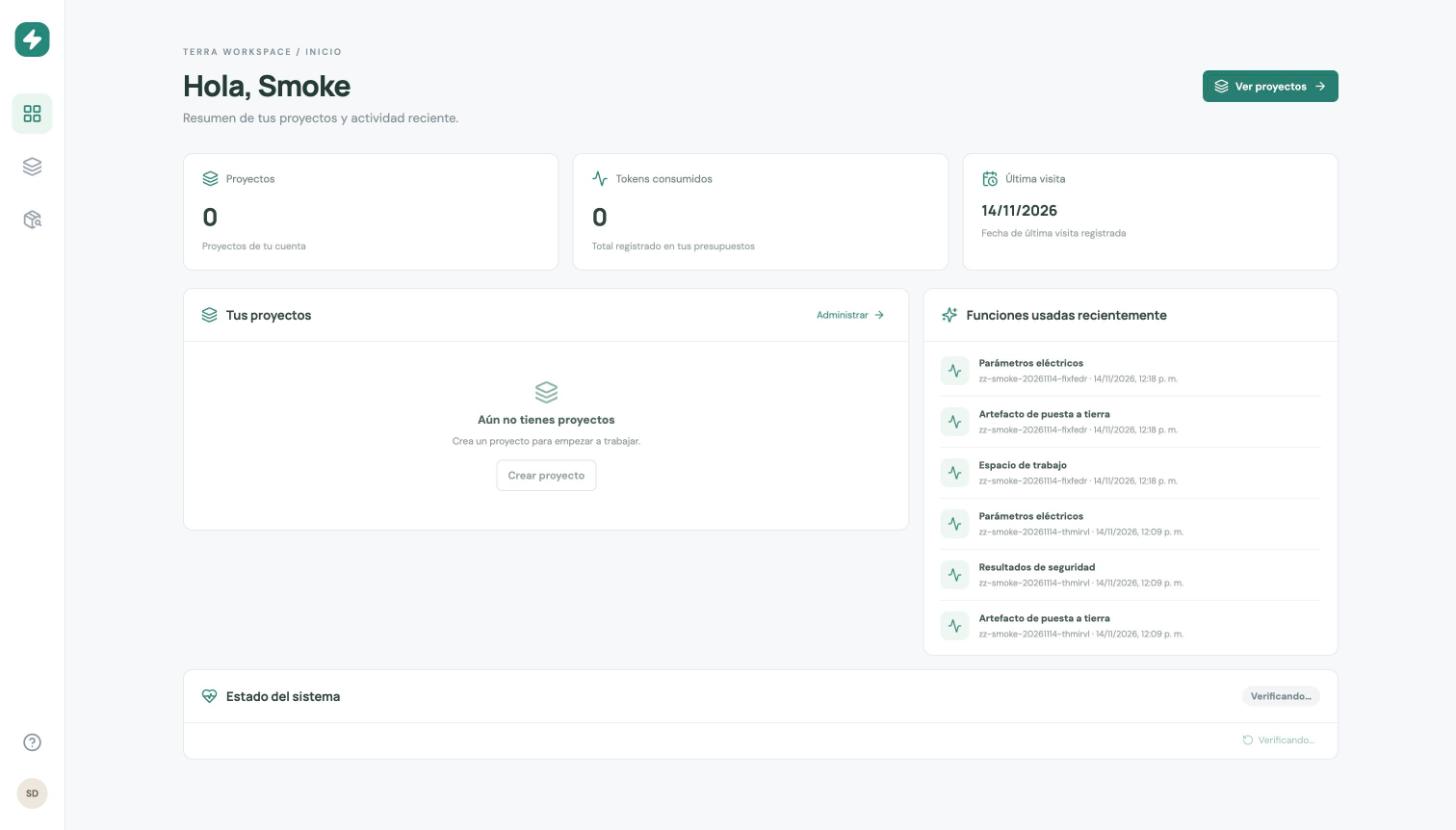 TERRA WORKSPACE / INICIO
Hola, Smoke
Resumen de tus proyectos y actividad reciente.
Ver proyectos
Proyectos
0
Proyectos de tu cuenta
Tokens consumidos
0
Total registrado en tus presupuestos
Última visita
14/11/2026
Fecha de última visita registrada
Tus proyectos
Administrar
Aún no tienes proyectos
Crea un proyecto para empezar a trabajar.
Crear proyecto
Funciones usadas recientemente
Parámetros eléctricos
zz-smoke-20261114-fixfedr · 14/11/2026, 12:18 p. m.
Artefacto de puesta a tierra
zz-smoke-20261114-fixfedr · 14/11/2026, 12:18 p. m.
Espacio de trabajo
zz-smoke-20261114-fixfedr · 14/11/2026, 12:18 p. m.
Parámetros eléctricos
zz-smoke-20261114-thmirvl · 14/11/2026, 12:09 p. m.
Resultados de seguridad
zz-smoke-20261114-thmirvl · 14/11/2026, 12:09 p. m.
Artefacto de puesta a tierra
zz-smoke-20261114-thmirvl · 14/11/2026, 12:09 p. m.
Estado del sistema
Verificando…
Verificando…
SD